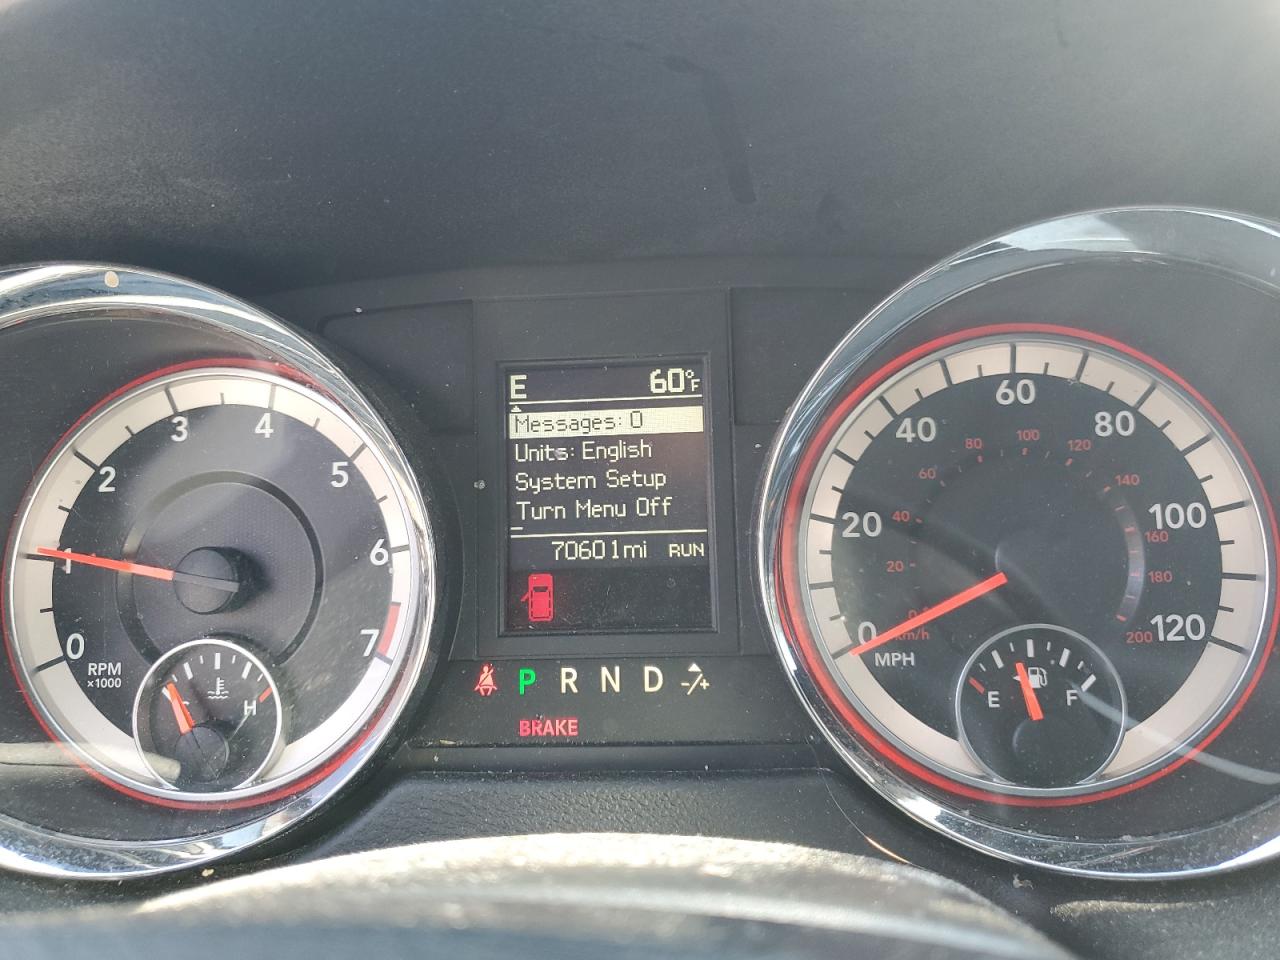 E 60°F
Messages: 0
Units: English
System Setup
Turn Menu Off
70601mi RUN
0 1 2 3 4 5 6 7
RPM
×1000
C H
0 20 40 60 80 100 120
0 20 40 60 80 100 120 140 160 180 200
km/h
MPH
E F
P R N D -/+
BRAKE